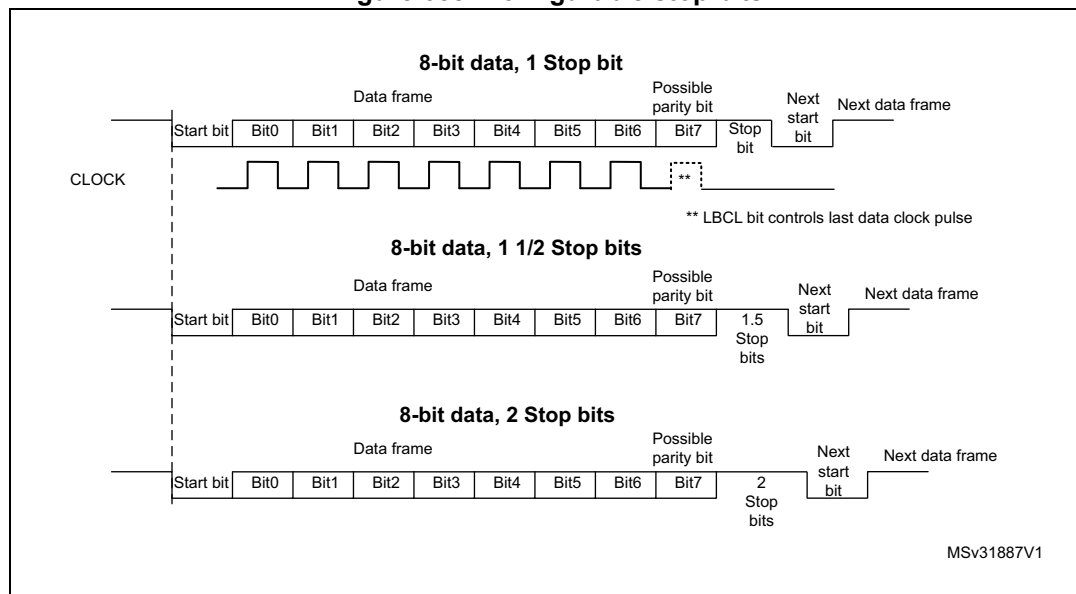 8-bit data, 1 Stop bit
Data frame
Possible
parity bit
Next
start
bit
Next data frame
Start bit Bit0 Bit1 Bit2 Bit3 Bit4 Bit5 Bit6 Bit7 Stop
bit
CLOCK
**
** LBCL bit controls last data clock pulse
8-bit data, 1 1/2 Stop bits
Data frame
Possible
parity bit
Next
start
bit
Next data frame
Start bit Bit0 Bit1 Bit2 Bit3 Bit4 Bit5 Bit6 Bit7 1.5
Stop
bits
8-bit data, 2 Stop bits
Data frame
Possible
parity bit
Next
start
bit
Next data frame
Start bit Bit0 Bit1 Bit2 Bit3 Bit4 Bit5 Bit6 Bit7 2
Stop
bits
MSv31887V1